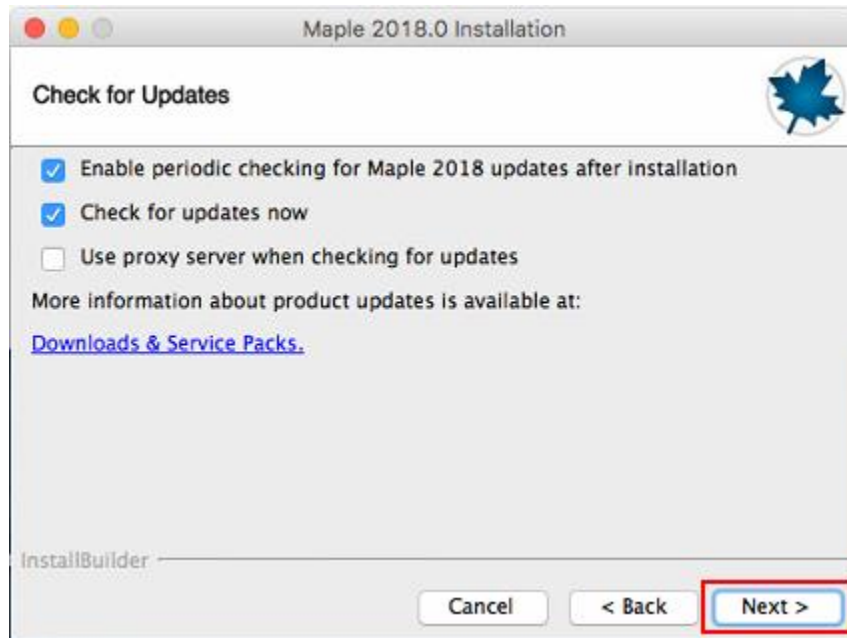 Maple 2018.0 Installation
Check for Updates
Enable periodic checking for Maple 2018 updates after installation
Check for updates now
Use proxy server when checking for updates
More information about product updates is available at:
Downloads & Service Packs.
InstallBuilder
Cancel < Back Next >